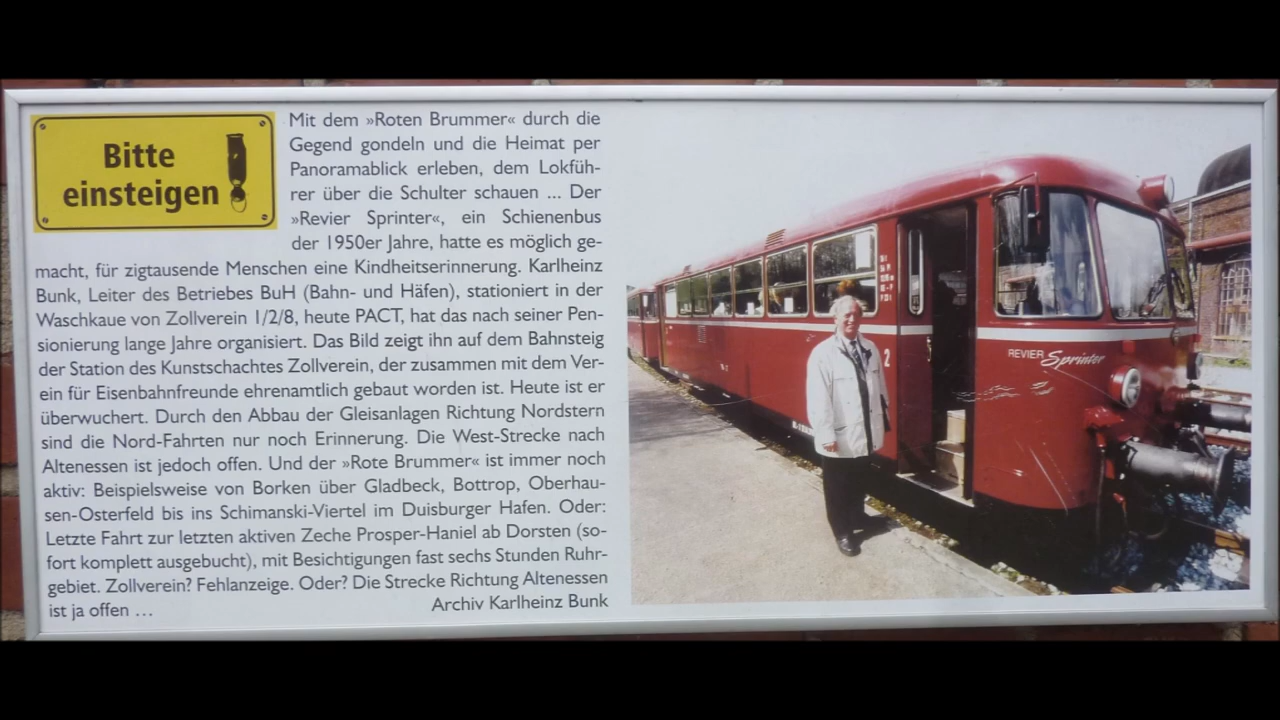 Bitte
einsteigen
Mit dem »Roten Brummer« durch die
Gegend gondeln und die Heimat per
Panoramablick erleben, dem Lokfüh-
rer über die Schulter schauen ... Der
»Revier Sprinter«, ein Schienenbus
der 1950er Jahre, hatte es möglich ge-
macht, für zigtausende Menschen eine Kindheitserinnerung. Karlheinz
Bunk, Leiter des Betriebes BuH (Bahn- und Häfen), stationiert in der
Waschkaue von Zollverein 1/2/8, heute PACT, hat das nach seiner Pen-
sionierung lange Jahre organisiert. Das Bild zeigt ihn auf dem Bahnsteig
der Station des Kunstschachtes Zollverein, der zusammen mit dem Ver-
ein für Eisenbahnfreunde ehrenamtlich gebaut worden ist. Heute ist er
überwuchert. Durch den Abbau der Gleisanlagen Richtung Nordstern
sind die Nord-Fahrten nur noch Erinnerung. Die West-Strecke nach
Altenessen ist jedoch offen. Und der »Rote Brummer« ist immer noch
aktiv: Beispielsweise von Borken über Gladbeck, Bottrop, Oberhau-
sen-Osterfeld bis ins Schimanski-Viertel im Duisburger Hafen. Oder:
Letzte Fahrt zur letzten aktiven Zeche Prosper-Haniel ab Dorsten (so-
fort komplett ausgebucht), mit Besichtigungen fast sechs Stunden Ruhr-
gebiet. Zollverein? Fehlanzeige. Oder? Die Strecke Richtung Altenessen
ist ja offen ...
Archiv Karlheinz Bunk
2
REVIER Sprinter